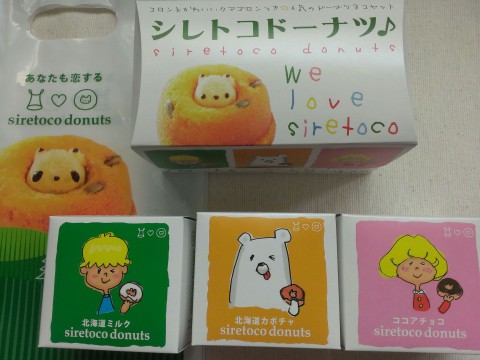 あなたも恋する
siretoco donuts
シレトコドーナツ♪
siretoco donuts
We
love
siretoco
北海道ミルク
siretoco donuts
北海道カボチャ
siretoco donuts
ココアチョコ
siretoco donuts